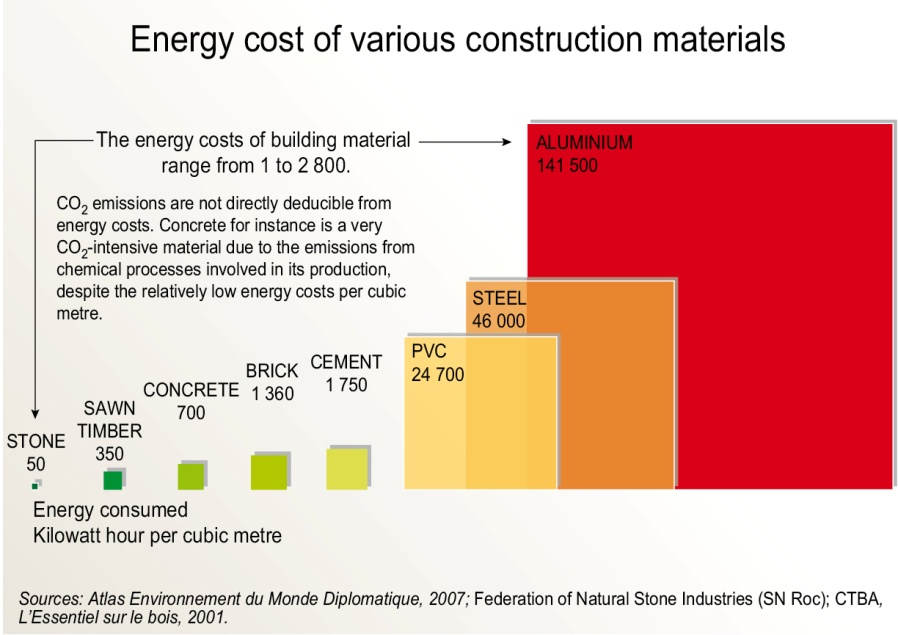 Energy cost of various construction materials
The energy costs of building material
range from 1 to 2 800.
CO₂ emissions are not directly deducible from
energy costs. Concrete for instance is a very
CO₂-intensive material due to the emissions from
chemical processes involved in its production,
despite the relatively low energy costs per cubic
metre.
ALUMINIUM
141 500
STEEL
46 000
PVC
24 700
CEMENT
1 750
BRICK
1 360
CONCRETE
700
SAWN
TIMBER
350
STONE
50
Energy consumed
Kilowatt hour per cubic metre
Sources: Atlas Environnement du Monde Diplomatique, 2007; Federation of Natural Stone Industries (SN Roc); CTBA,
L'Essentiel sur le bois, 2001.